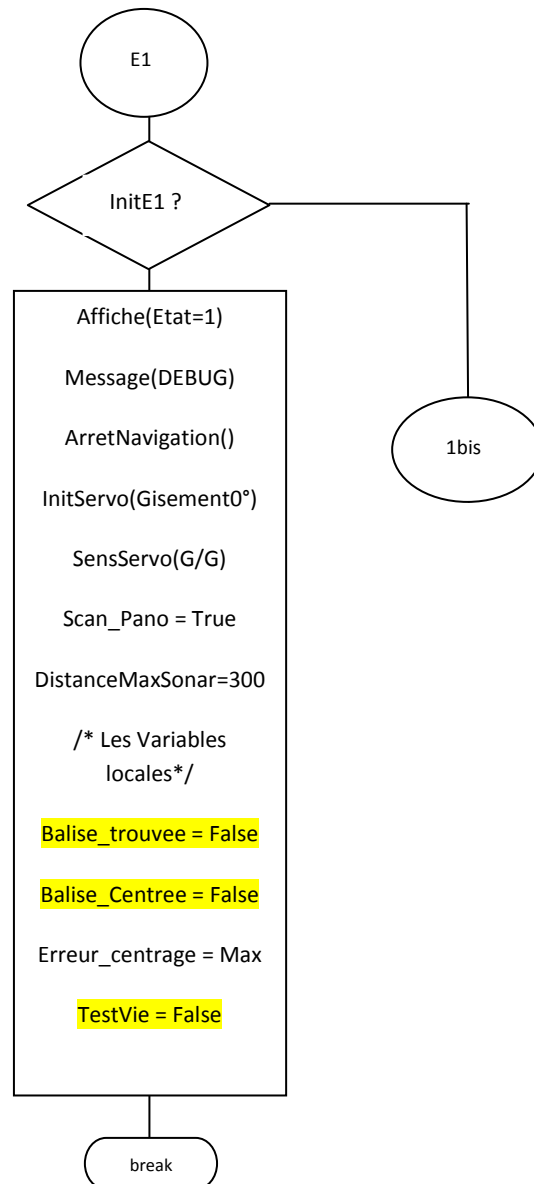 E1
InitE1 ?
Affiche(Etat=1)
Message(DEBUG)
ArretNavigation()
InitServo(Gisement0°)
SensServo(G/G)
Scan_Pano = True
DistanceMaxSonar=300
/* Les Variables
locales*/
Balise_trouvee = False
Balise_Centree = False
Erreur_centrage = Max
TestVie = False
break
1bis